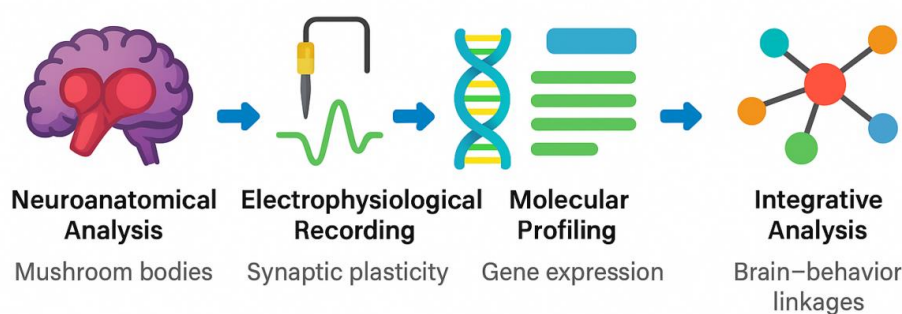 Neuroanatomical
Analysis
Mushroom bodies
Electrophysiological
Recording
Synaptic plasticity
Molecular
Profiling
Gene expression
Integrative
Analysis
Brain–behavior
linkages